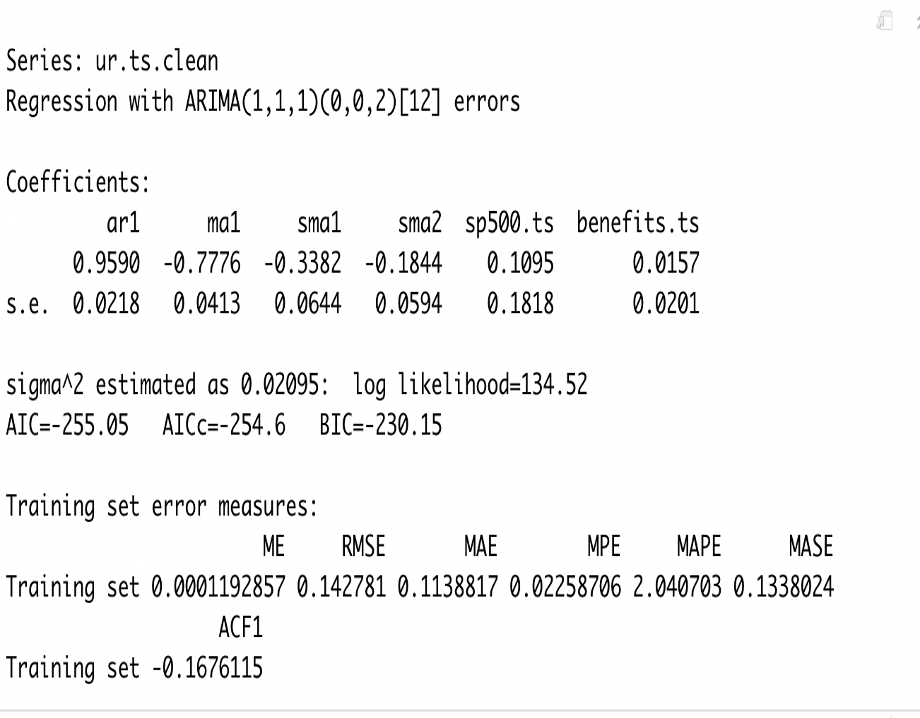 Series: ur.ts.clean
Regression with ARIMA(1,1,1)(0,0,2)[12] errors
Coefficients:
ar1 ma1 sma1 sma2 sp500.ts benefits.ts
0.9590 -0.7776 -0.3382 -0.1844 0.1095 0.0157
s.e. 0.0218 0.0413 0.0644 0.0594 0.1818 0.0201
sigma^2 estimated as 0.02095: log likelihood=134.52
AIC=-255.05 AICc=-254.6 BIC=-230.15
Training set error measures:
ME RMSE MAE MPE MAPE MASE
Training set 0.0001192857 0.142781 0.1138817 0.02258706 2.040703 0.1338024
ACF1
Training set -0.1676115